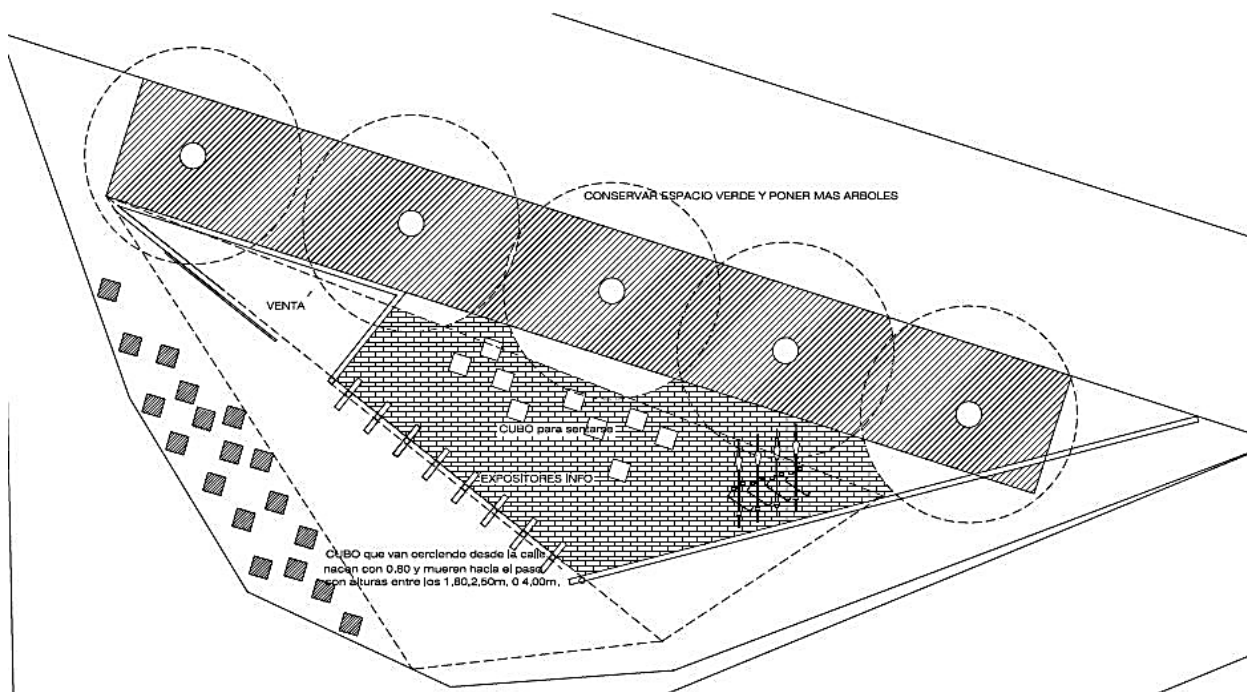 CONSERVAR ESPACIO VERDE Y PONER MAS ARBOLES
VENTA
CUBO para sentarse
EXPOSITORES INFO
CUBO que van cerciendo desde la calle
nacen con 0.80 y mueren hacia el paso
con alturas entre los 1,80,2,50m, 0 4,00m,